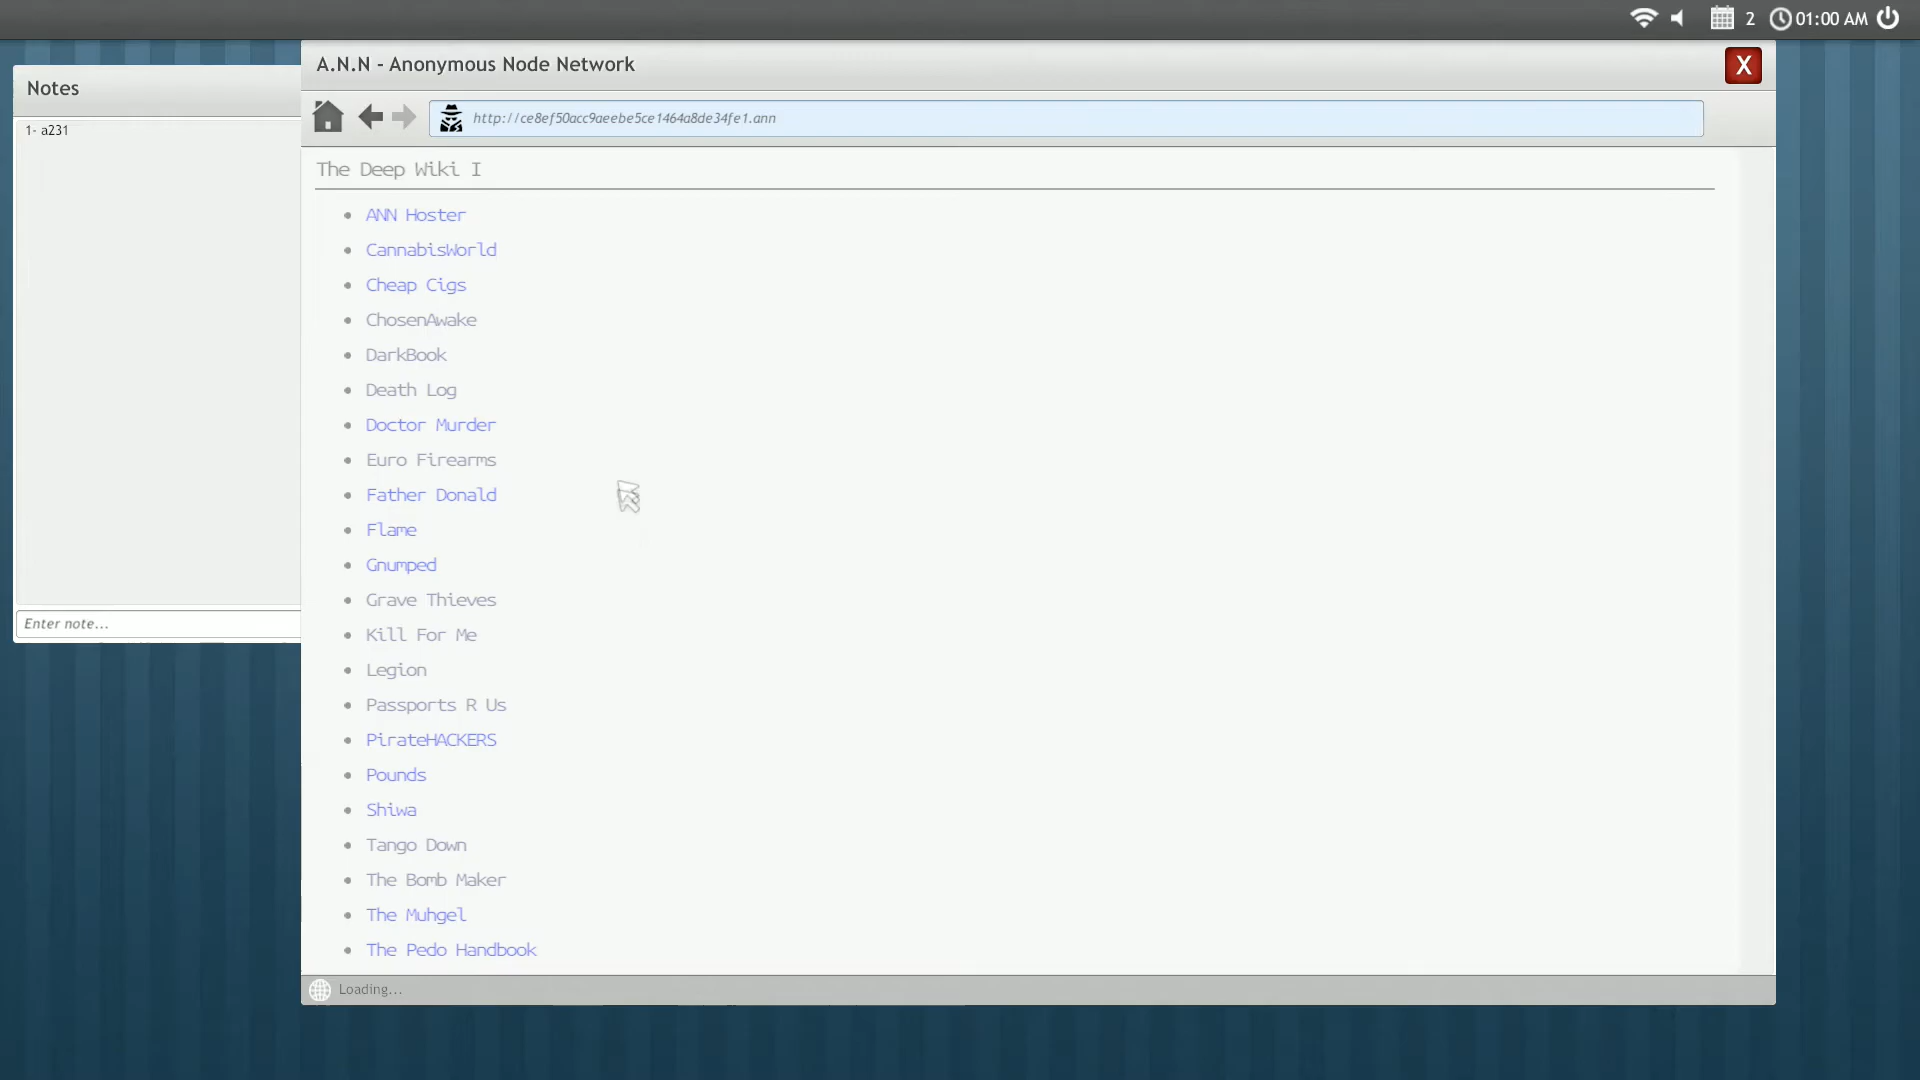 2 01:00 AM
A.N.N - Anonymous Node Network
X
Notes
http://ce8ef50acc9aeebe5ce1464a8de34fe1.ann
1- a231
The Deep Wiki I
ANN Hoster
CannabisWorld
Cheap Cigs
ChosenAwake
DarkBook
Death Log
Doctor Murder
Euro Firearms
Father Donald
Flame
Gnumped
Grave Thieves
Enter note...
Kill For Me
Legion
Passports R Us
PirateHACKERS
Pounds
Shiwa
Tango Down
The Bomb Maker
The Muhgel
The Pedo Handbook
Loading...